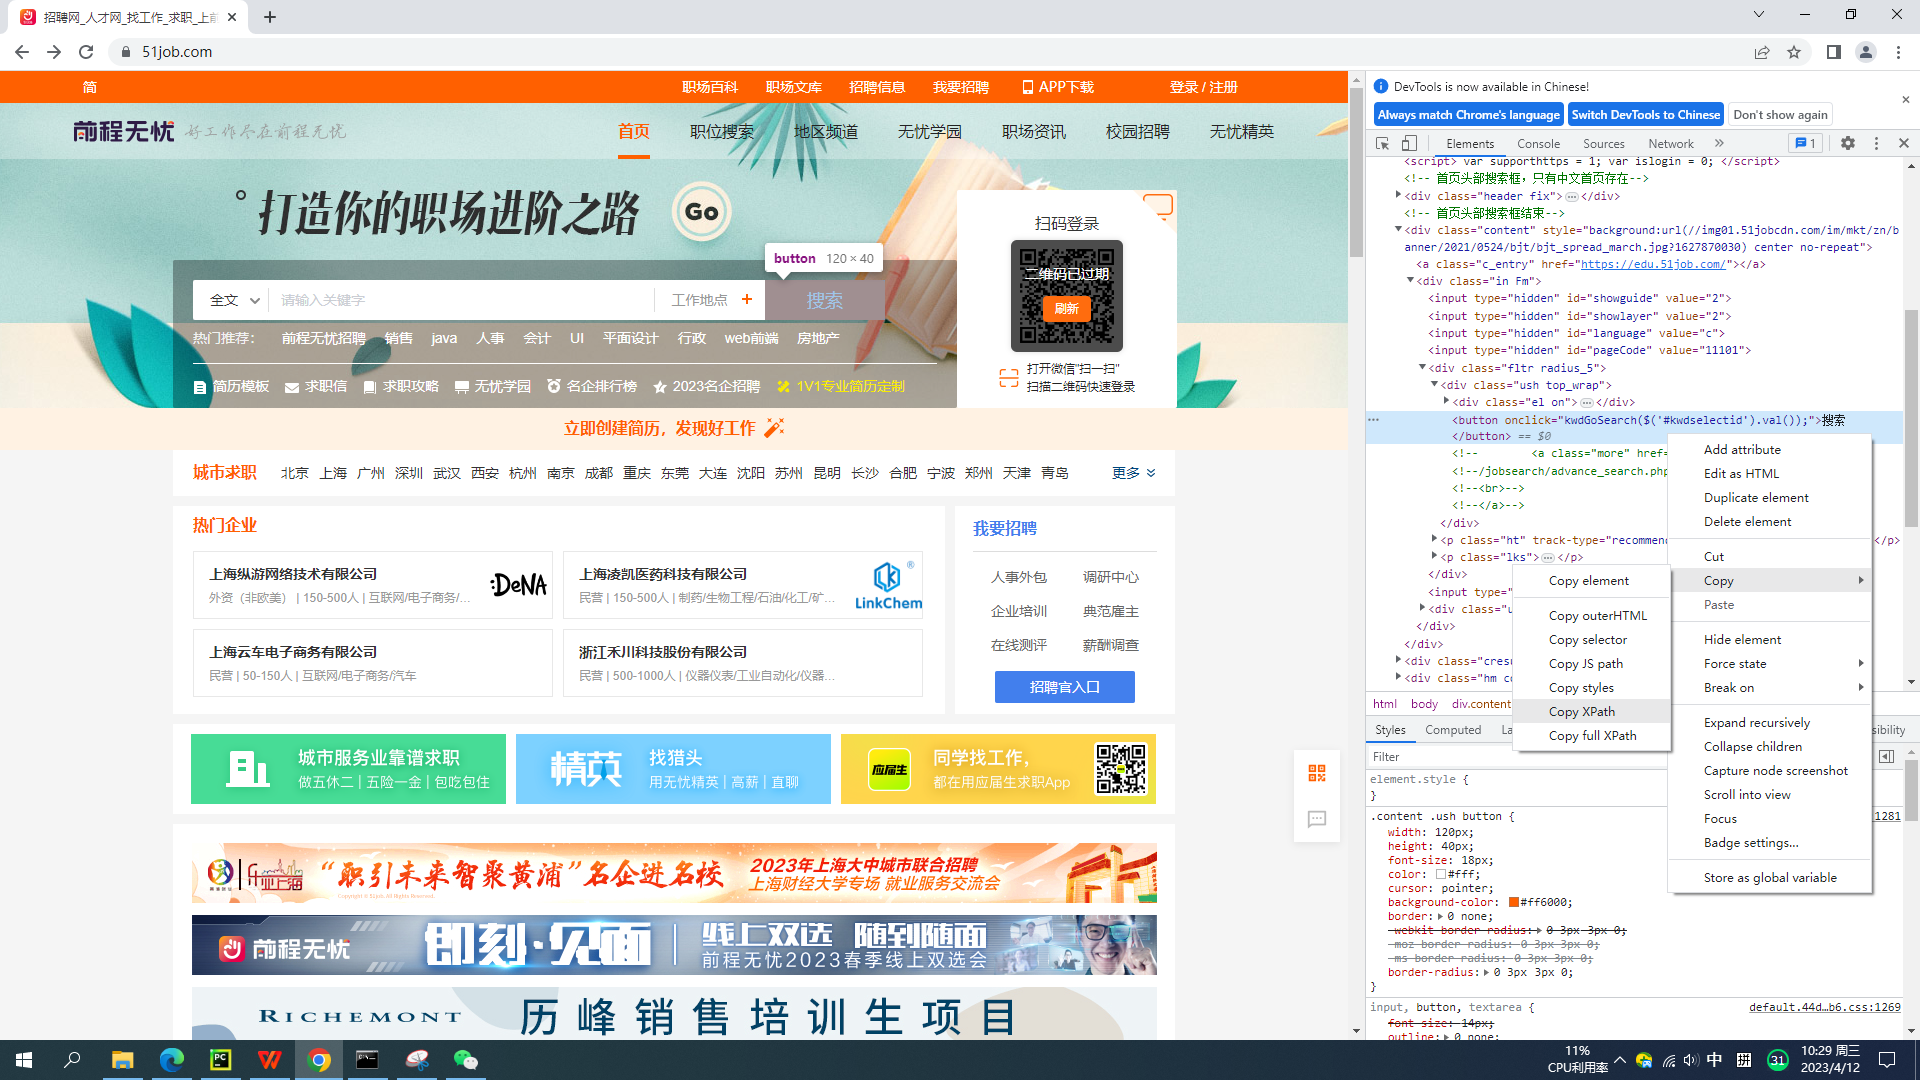 招聘网_人才网_找工作_求职_上前
51job.com
简
职场百科 职场文库 招聘信息 我要招聘 APP下载 登录 / 注册
前程无忧 好工作尽在前程无忧
首页 职位搜索 地区频道 无忧学园 职场资讯 校园招聘 无忧精英
打造你的职场进阶之路 Go
button 120 × 40
全文 请输入关键字 工作地点 + 搜索
热门推荐： 前程无忧招聘 销售 java 人事 会计 UI 平面设计 行政 web前端 房地产
简历模板 求职信 求职攻略 无忧学园 名企排行榜 2023名企招聘 1V1专业简历定制
扫码登录
二维码已过期
刷新
打开微信"扫一扫"
扫描二维码快速登录
立即创建简历，发现好工作
城市求职 北京 上海 广州 深圳 武汉 西安 杭州 南京 成都 重庆 东莞 大连 沈阳 苏州 昆明 长沙 合肥 宁波 郑州 天津 青岛 更多
热门企业
上海纵游网络技术有限公司
外资（非欧美） | 150-500人 | 互联网/电子商务/...
:DeNA
上海凌凯医药科技有限公司
民营 | 150-500人 | 制药/生物工程/石油/化工/矿...
LinkChem
上海云车电子商务有限公司
民营 | 50-150人 | 互联网/电子商务/汽车
浙江禾川科技股份有限公司
民营 | 500-1000人 | 仪器仪表/工业自动化/仪器...
我要招聘
人事外包 调研中心
企业培训 典范雇主
在线测评 薪酬调查
招聘官入口
城市服务业靠谱求职
做五休二 | 五险一金 | 包吃包住
精英 找猎头
用无忧精英 | 高薪 | 直聊
应届生 同学找工作，
都在用应届生求职App
“职引未来智聚黄浦”名企进名校
2023年上海大中城市联合招聘
上海财经大学专场 就业服务交流会
前程无忧 即刻·见面 线上双选 随到随面
前程无忧2023春季线上双选会
RICHEMONT 历峰销售培训生项目
DevTools is now available in Chinese!
Always match Chrome's language Switch DevTools to Chinese Don't show again
Elements Console Sources Network » 1
<script> var supporthttps = 1; var islogin = 0; </script>
<!-- 首页头部搜索框，只有中文首页存在-->
<div class="header fix"> … </div>
<!-- 首页头部搜索框结束-->
<div class="content" style="background:url(//img01.51jobcdn.com/im/mkt/zn/b
anner/2021/0524/bjt/bjt_spread_march.jpg?1627870030) center no-repeat">
<a class="c_entry" href="https://edu.51job.com/"></a>
<div class="in Fm">
<input type="hidden" id="showguide" value="2">
<input type="hidden" id="showlayer" value="2">
<input type="hidden" id="language" value="c">
<input type="hidden" id="pageCode" value="11101">
<div class="fltr radius_5">
<div class="ush top_wrap">
<div class="el on"> … </div>
<button onclick="kwdGoSearch($('#kwdselectid').val());">搜索
</button> == $0
<!-- <a class="more" href=
<!--/jobsearch/advance_search.php
<!--<br>-->
<!--</a>-->
</div>
<p class="ht" track-type="recommen </p>
<p class="lks"> … </p>
</div>
<input type="
<div class="u
</div>
</div>
<div class="cresu
<div class="hm co
html body div.content
Add attribute
Edit as HTML
Duplicate element
Delete element
Cut
Copy
Paste
Hide element
Force state
Break on
Expand recursively
Collapse children
Capture node screenshot
Scroll into view
Focus
Badge settings...
Store as global variable
Copy element
Copy outerHTML
Copy selector
Copy JS path
Copy styles
Copy XPath
Copy full XPath
Styles Computed La sibility
Filter
element.style {
}
.content .ush button { 1281
width: 120px;
height: 40px;
font-size: 18px;
color: #fff;
cursor: pointer;
background-color: #ff6000;
border: 0 none;
-webkit-border-radius: 0 3px 3px 0;
-moz-border-radius: 0 3px 3px 0;
-ms-border-radius: 0 3px 3px 0;
border-radius: 0 3px 3px 0;
}
input, button, textarea { default.44d…b6.css:1269
font-size: 14px;
outline: 0 none;
11%
CPU利用率
中 拼 31
10:29 周三
2023/4/12